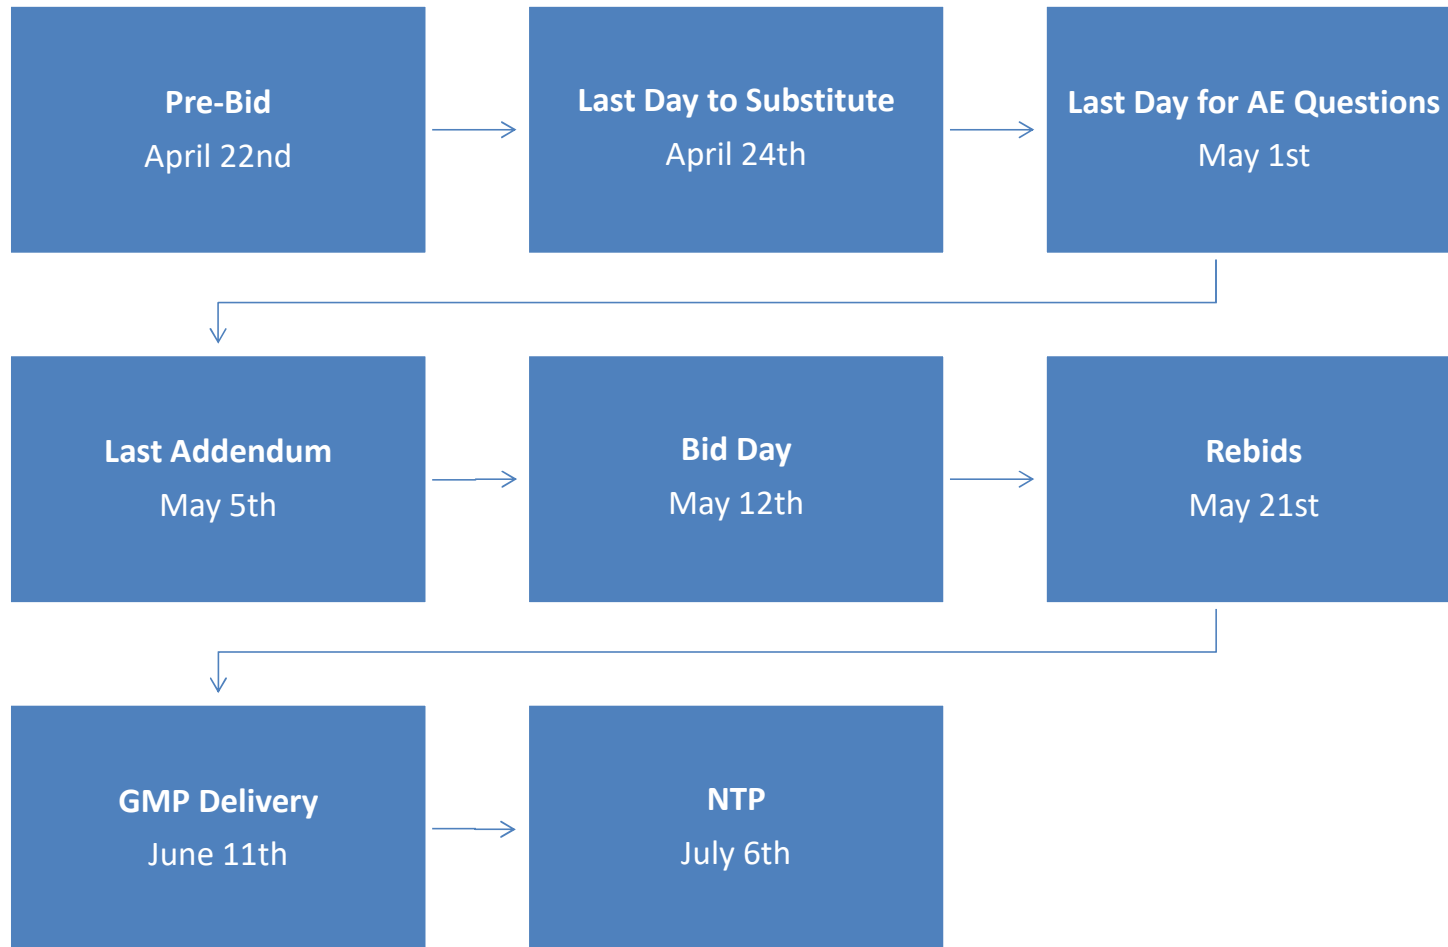 Pre-Bid
April 22nd
Last Day to Substitute
April 24th
Last Day for AE Questions
May 1st
Last Addendum
May 5th
Bid Day
May 12th
Rebids
May 21st
GMP Delivery
June 11th
NTP
July 6th